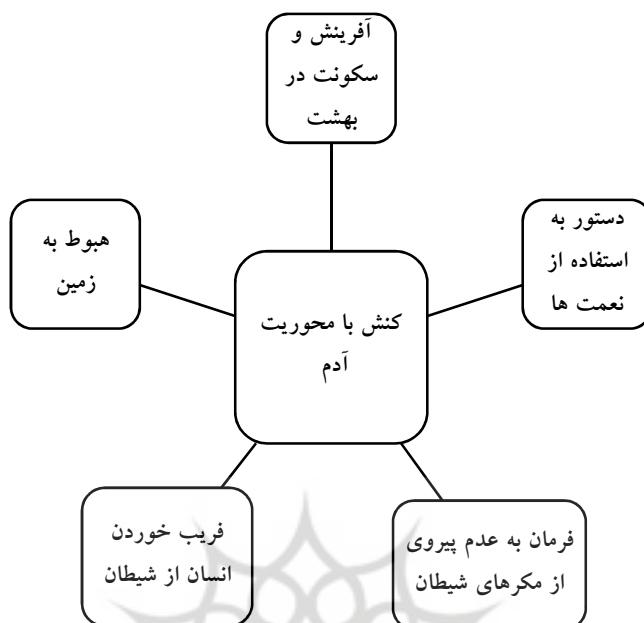 آفرینش و
سکونت در
بهشت
دستور به
استفاده از
نعمت ها
هبوط به
زمین
کنش با محوریت
آدم
فرمان به عدم پیروی
از مکرهای شیطان
فریب خوردن
انسان از شیطان